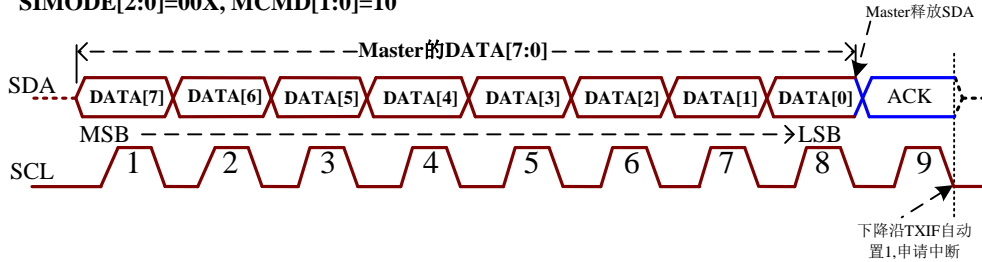 SIMODE[2:0]=00X, MCMD[1:0]=10
Master释放SDA
Master的DATA[7:0]
SDA
DATA[7] DATA[6] DATA[5] DATA[4] DATA[3] DATA[2] DATA[1] DATA[0] ACK
MSB LSB
SCL
1 2 3 4 5 6 7 8 9
下降沿TXIF自动
置1,申请中断